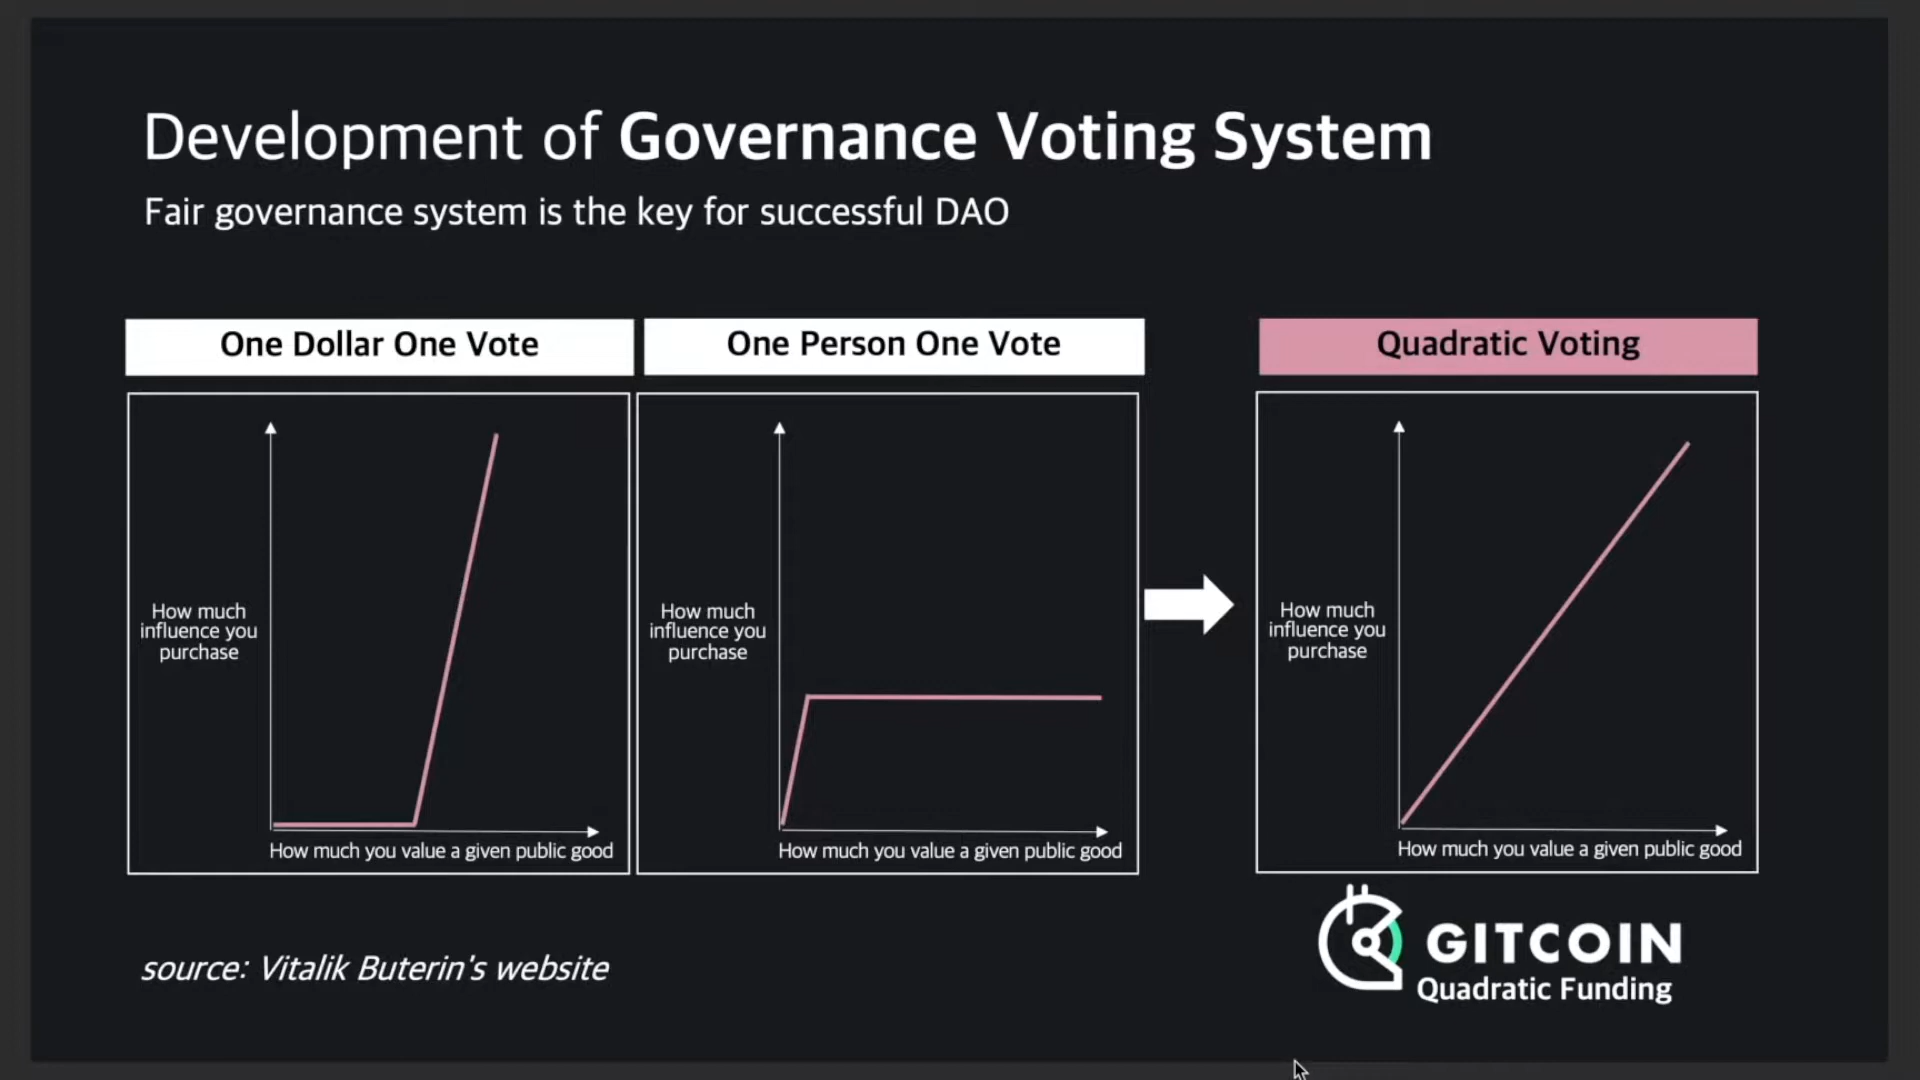 Development of Governance Voting System
Fair governance system is the key for successful DAO
One Dollar One Vote
How much
influence you
purchase
How much you value a given public good
One Person One Vote
How much
influence you
purchase
How much you value a given public good
Quadratic Voting
How much
influence you
purchase
How much you value a given public good
source: Vitalik Buterin's website
GITCOIN
Quadratic Funding